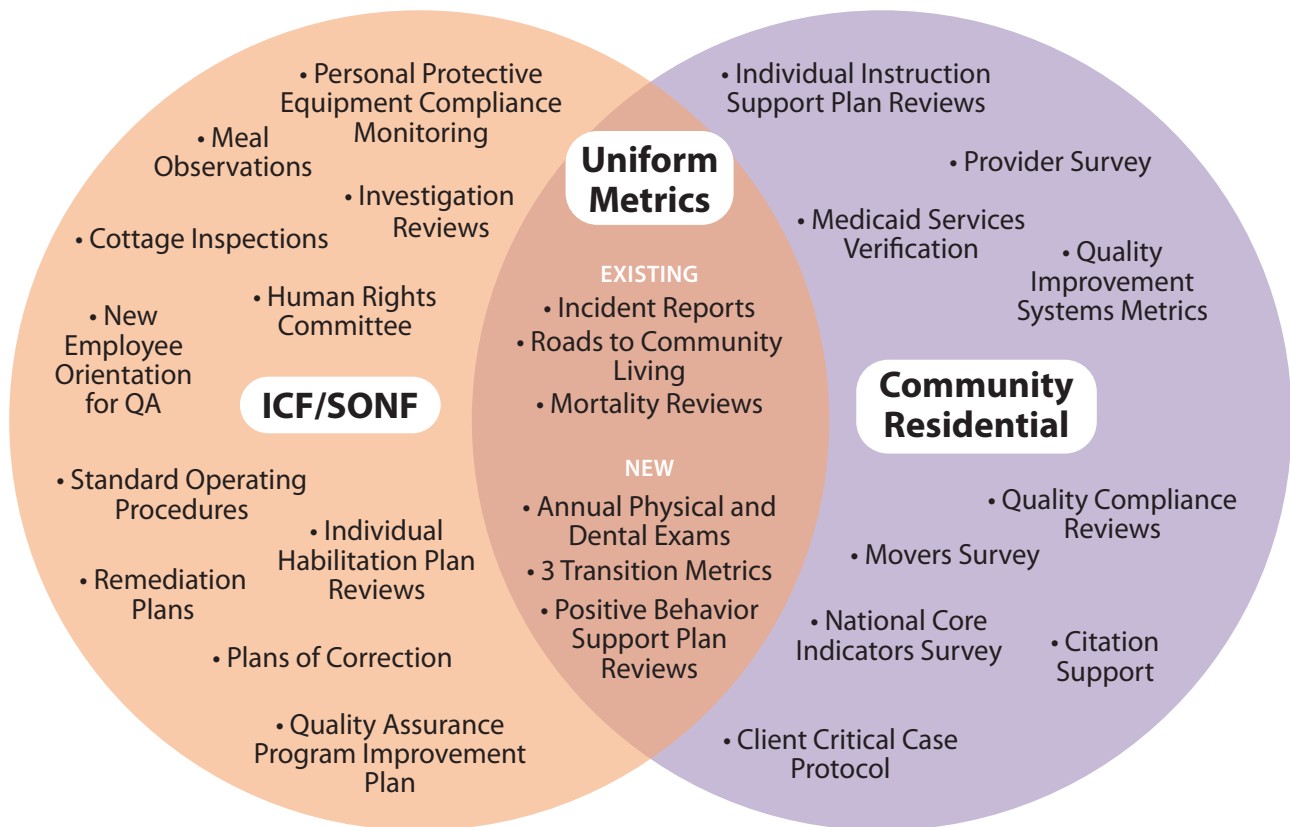 • Personal Protective
Equipment Compliance
Monitoring
• Meal
Observations
• Investigation
Reviews
• Cottage Inspections
• Human Rights
Committee
• New
Employee
Orientation
for QA
ICF/SONF
• Standard Operating
Procedures
• Individual
Habilitation Plan
Reviews
• Remediation
Plans
• Plans of Correction
• Quality Assurance
Program Improvement
Plan
Uniform
Metrics
EXISTING
• Incident Reports
• Roads to Community
Living
• Mortality Reviews
NEW
• Annual Physical and
Dental Exams
• 3 Transition Metrics
• Positive Behavior
Support Plan
Reviews
• Individual Instruction
Support Plan Reviews
• Provider Survey
• Medicaid Services
Verification
• Quality
Improvement
Systems Metrics
Community
Residential
• Quality Compliance
Reviews
• Movers Survey
• National Core
Indicators Survey
• Citation
Support
• Client Critical Case
Protocol